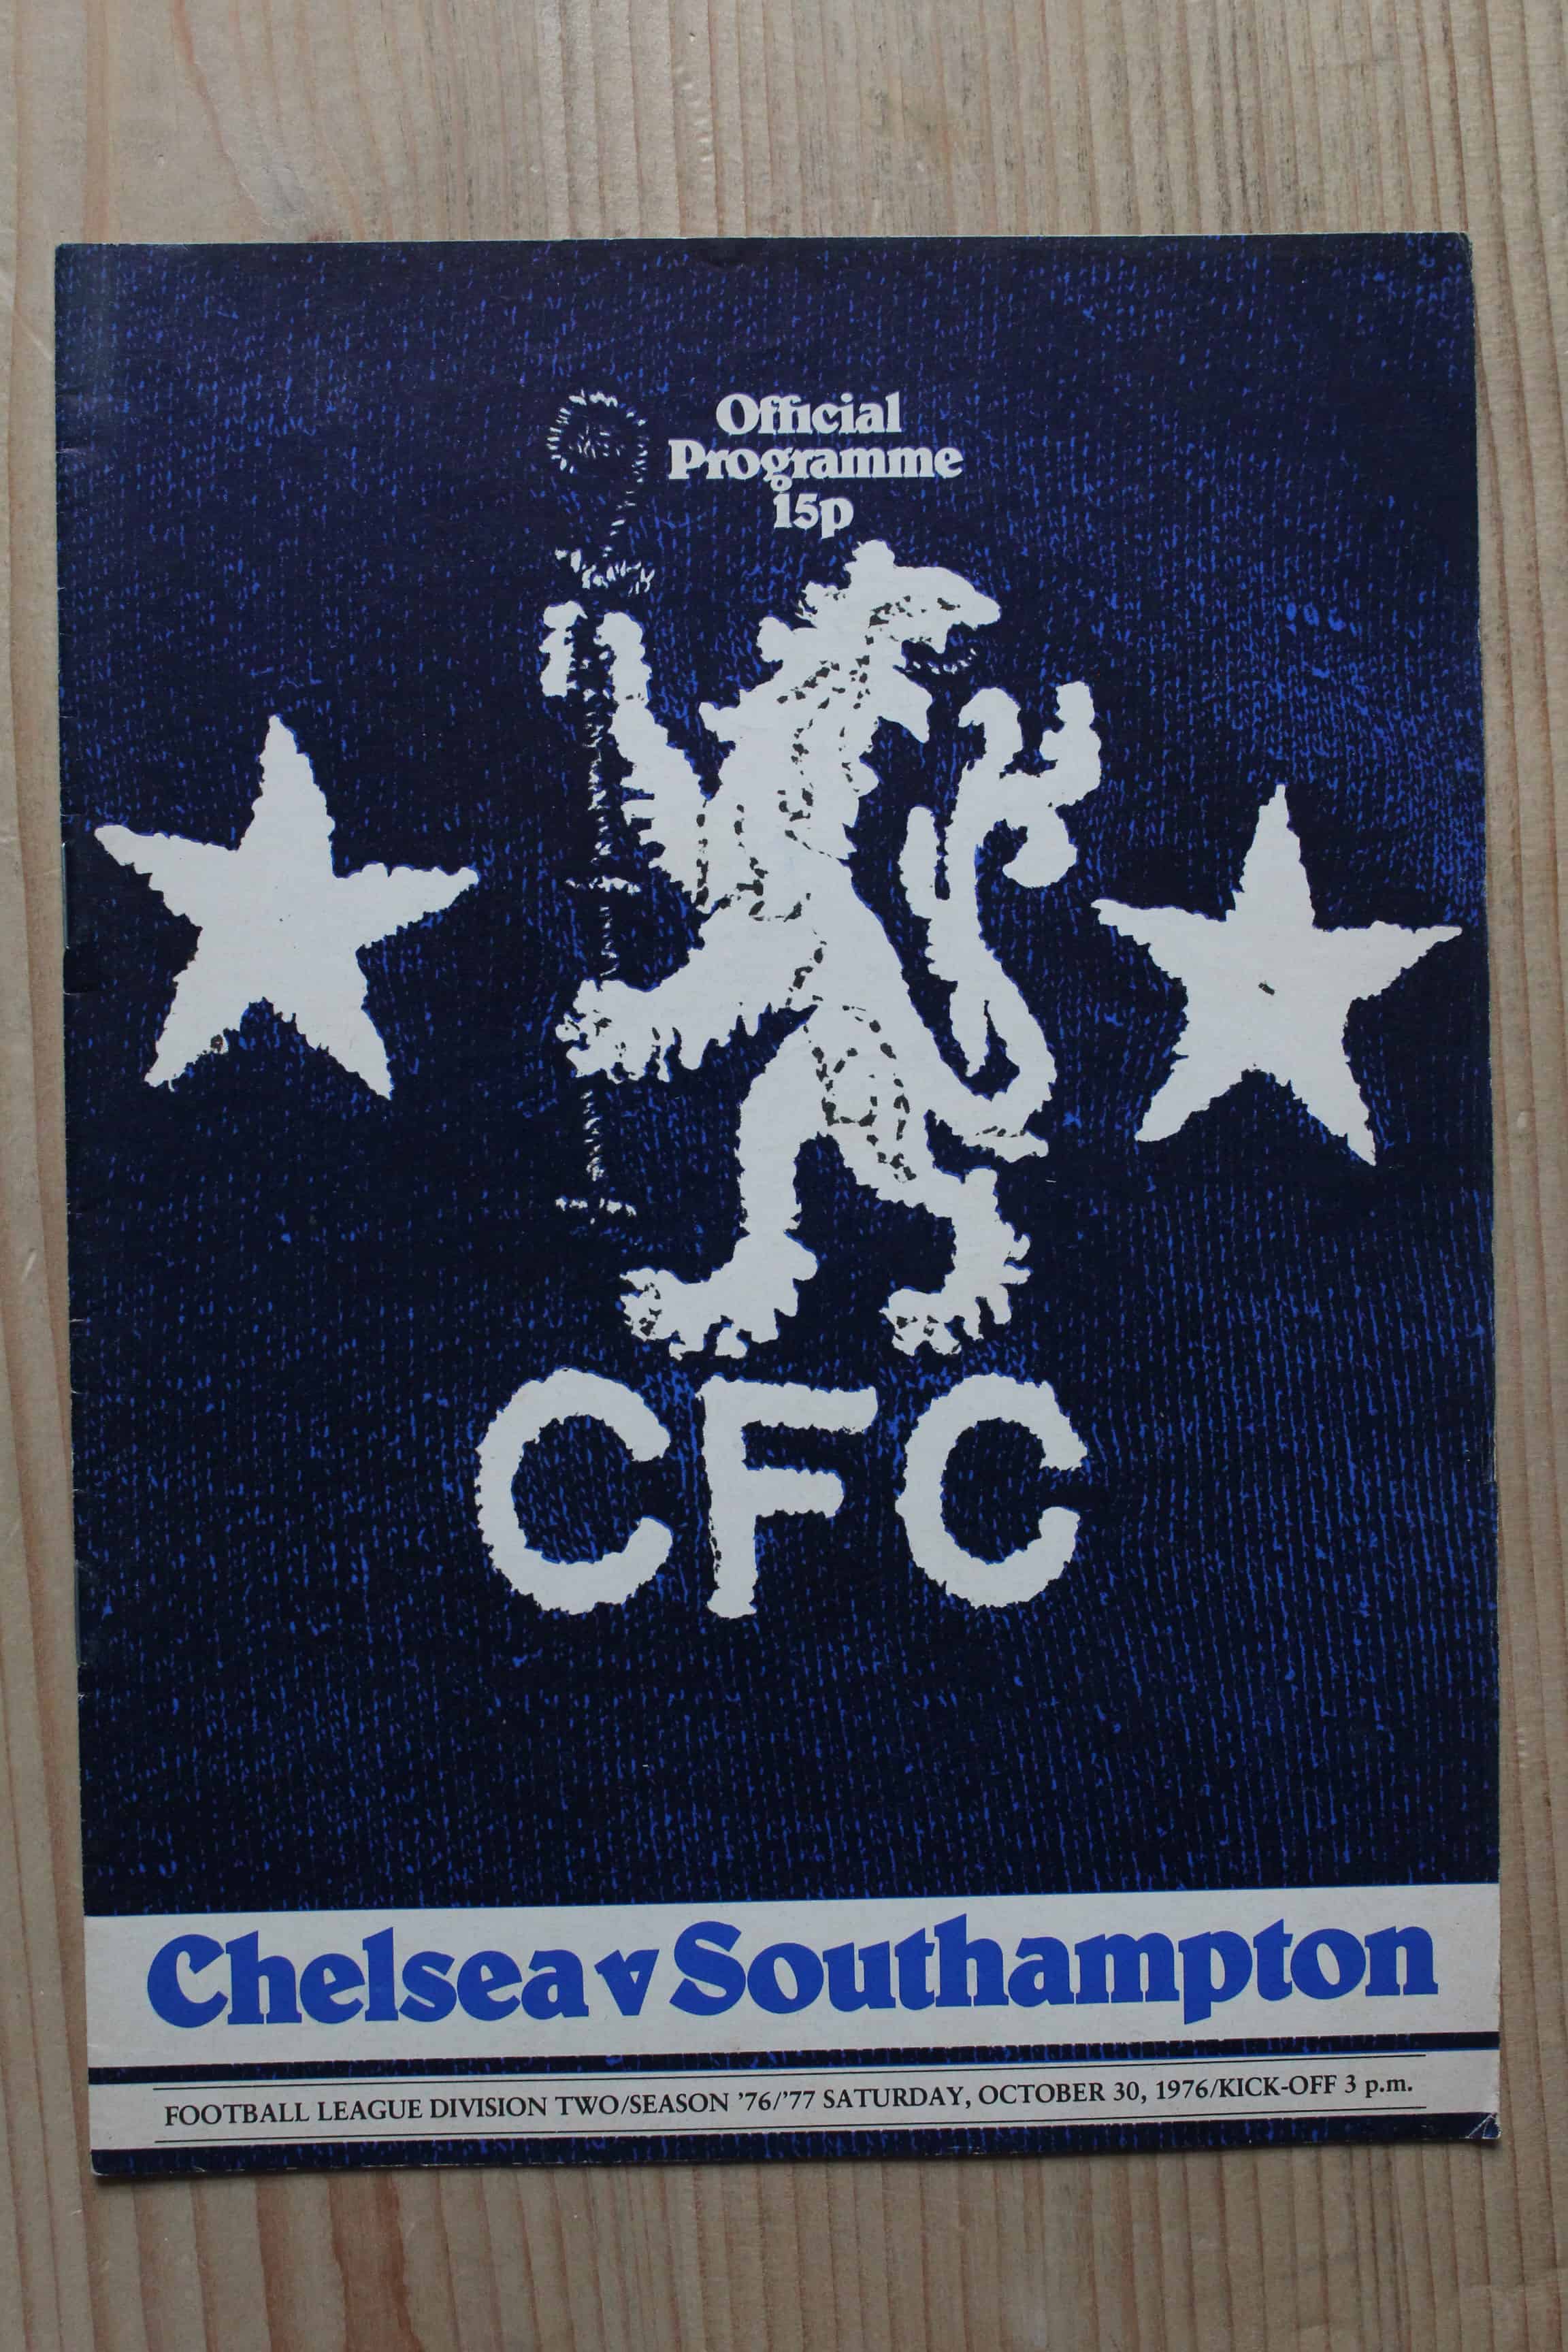 Official
Programme
15p
CFC
Chelsea v Southampton
FOOTBALL LEAGUE DIVISION TWO/SEASON '76/'77 SATURDAY, OCTOBER 30, 1976/KICK-OFF 3 p.m.